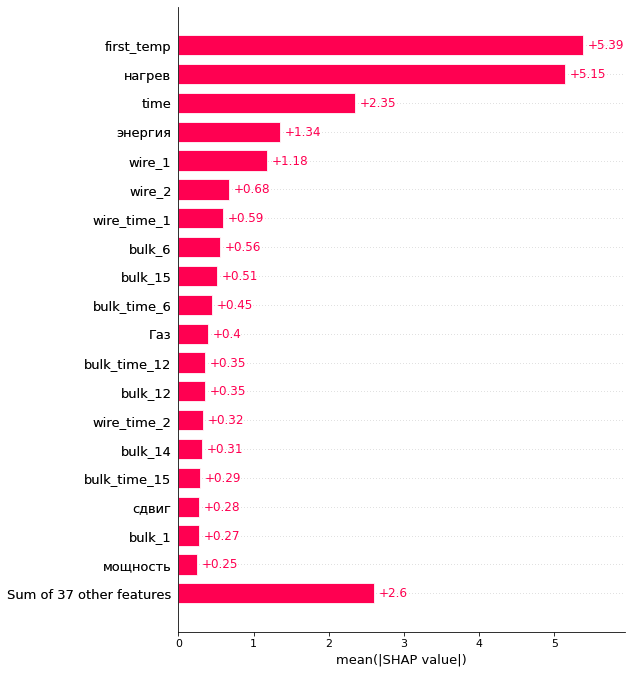 first_temp +5.39
нагрев +5.15
time +2.35
энергия +1.34
wire_1 +1.18
wire_2 +0.68
wire_time_1 +0.59
bulk_6 +0.56
bulk_15 +0.51
bulk_time_6 +0.45
Газ +0.4
bulk_time_12 +0.35
bulk_12 +0.35
wire_time_2 +0.32
bulk_14 +0.31
bulk_time_15 +0.29
сдвиг +0.28
bulk_1 +0.27
мощность +0.25
Sum of 37 other features +2.6
0 1 2 3 4 5
mean(|SHAP value|)